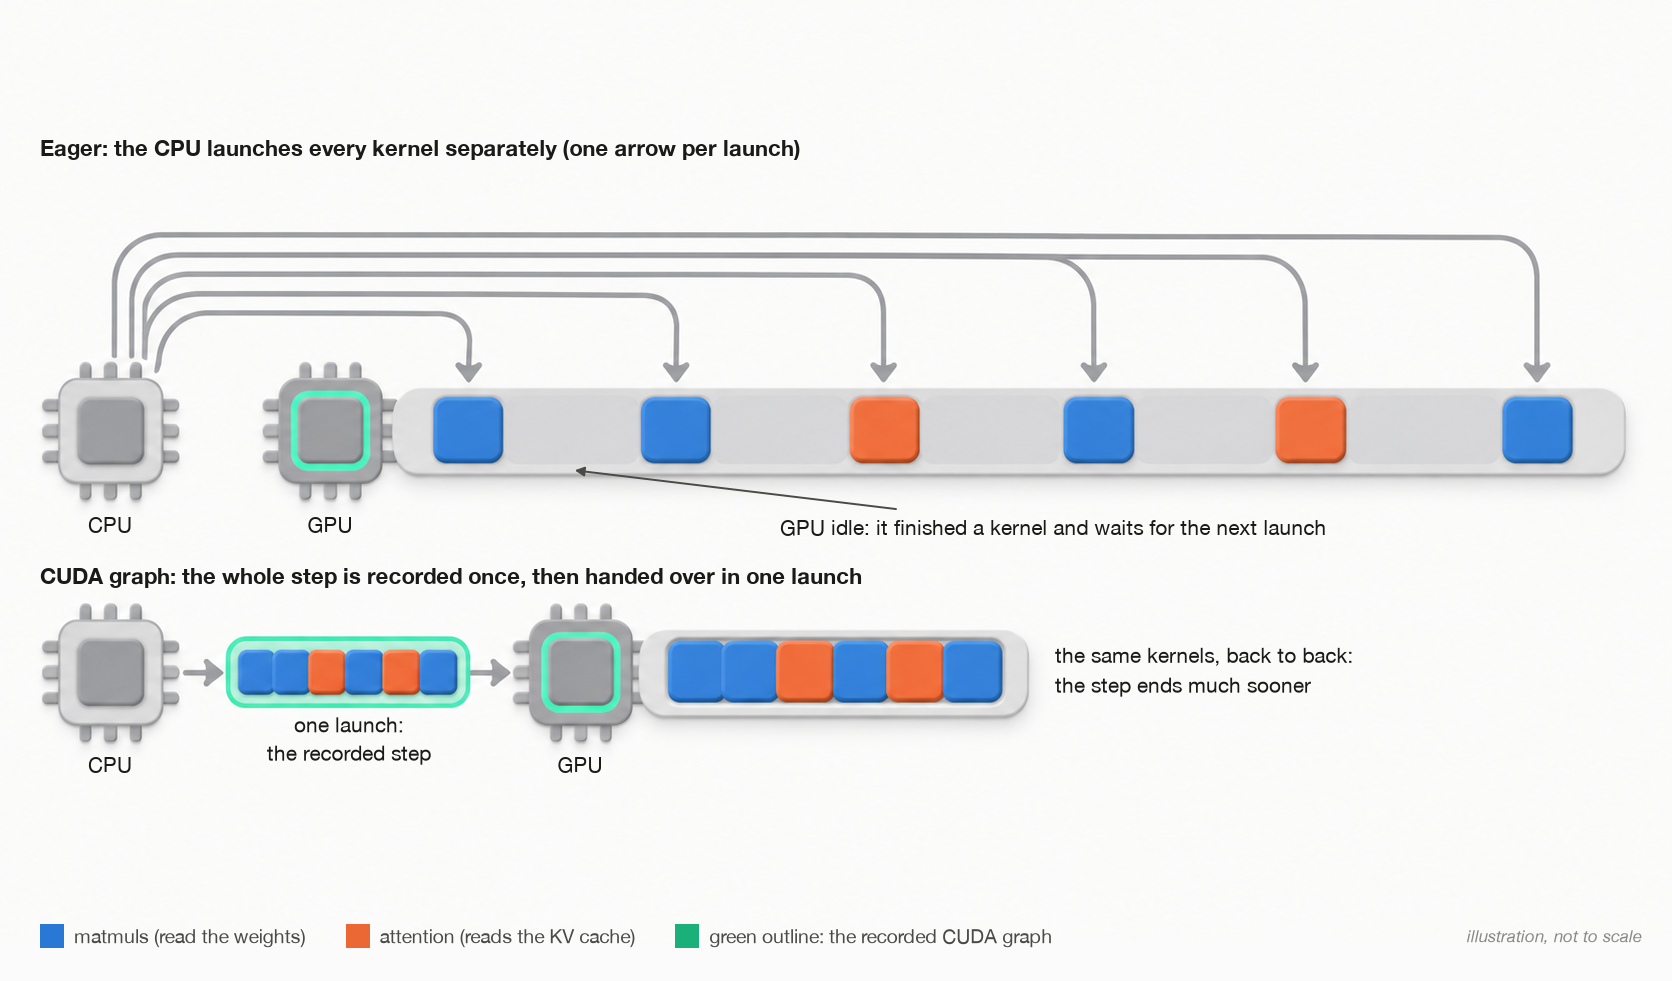 Eager: the CPU launches every kernel separately (one arrow per launch)
CPU
GPU
GPU idle: it finished a kernel and waits for the next launch
CUDA graph: the whole step is recorded once, then handed over in one launch
one launch:
the recorded step
CPU
GPU
the same kernels, back to back:
the step ends much sooner
matmuls (read the weights)
attention (reads the KV cache)
green outline: the recorded CUDA graph
illustration, not to scale